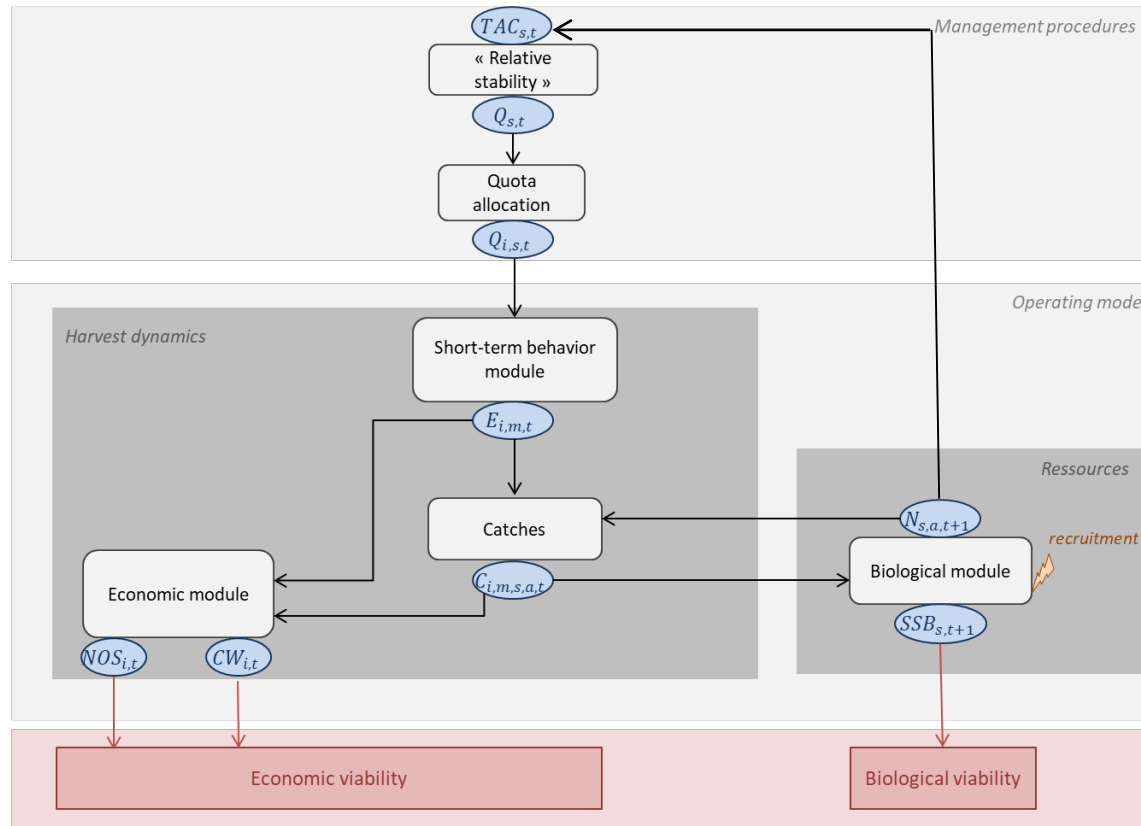 TAC_{s,t}
Management procedures
« Relative
stability »
Q_{s,t}
Quota
allocation
Q_{i,s,t}
Operating mode
Harvest dynamics
Short-term behavior
module
E_{i,m,t}
Ressources
N_{s,a,t+1}
recruitment
Catches
Biological module
C_{i,m,s,a,t}
Economic module
SSB_{s,t+1}
NOS_{i,t}
CW_{i,t}
Economic viability
Biological viability